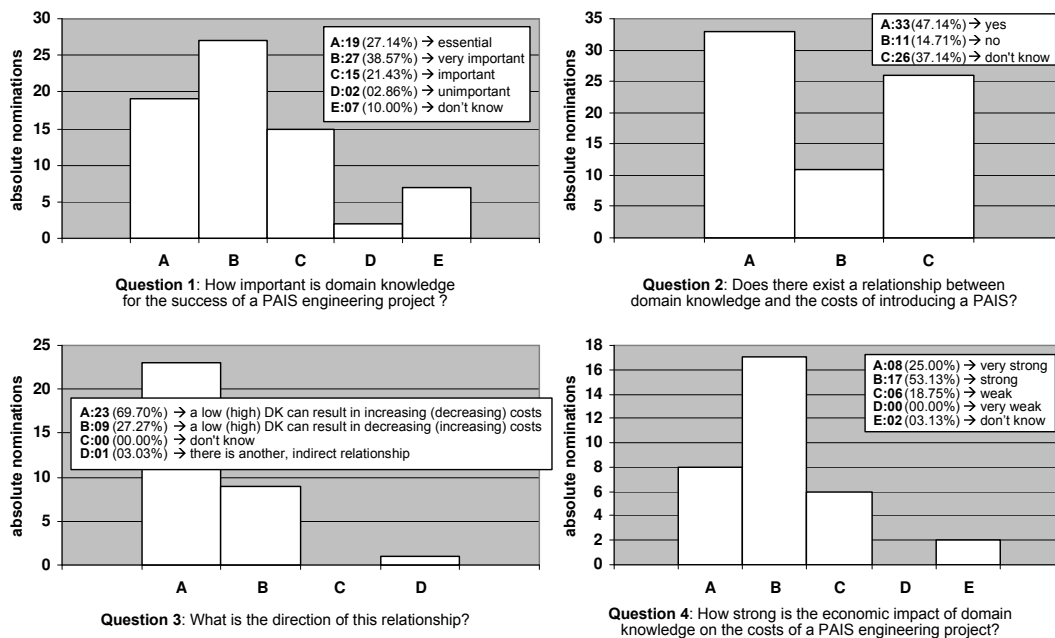 30
25
20
15
10
5
0
absolute nominations
A:19 (27.14%) → essential
B:27 (38.57%) → very important
C:15 (21.43%) → important
D:02 (02.86%) → unimportant
E:07 (10.00%) → don't know
A B C D E
Question 1: How important is domain knowledge
for the success of a PAIS engineering project ?
35
30
25
20
15
10
5
0
absolute nominations
A:33 (47.14%) → yes
B:11 (14.71%) → no
C:26 (37.14%) → don't know
A B C
Question 2: Does there exist a relationship between
domain knowledge and the costs of introducing a PAIS?
25
20
15
10
5
0
absolute nominations
A:23 (69.70%) → a low (high) DK can result in increasing (decreasing) costs
B:09 (27.27%) → a low (high) DK can result in decreasing (increasing) costs
C:00 (00.00%) → don't know
D:01 (03.03%) → there is another, indirect relationship
A B C D
Question 3: What is the direction of this relationship?
18
16
14
12
10
8
6
4
2
0
absolute nominations
A:08 (25.00%) → very strong
B:17 (53.13%) → strong
C:06 (18.75%) → weak
D:00 (00.00%) → very weak
E:02 (03.13%) → don't know
A B C D E
Question 4: How strong is the economic impact of domain
knowledge on the costs of a PAIS engineering project?